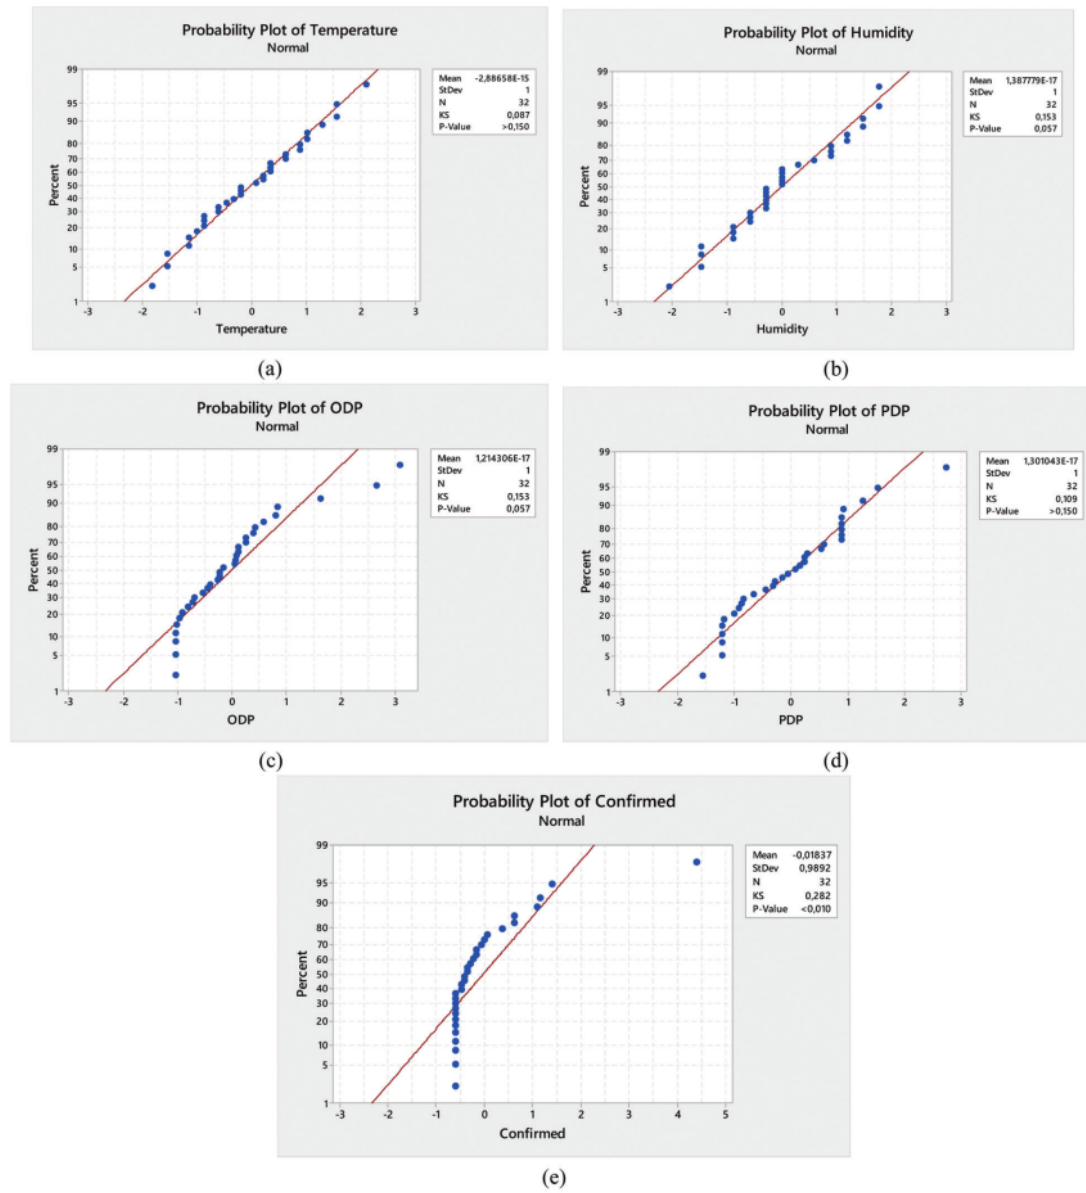 Probability Plot of Temperature
Normal
Mean -2,88658E-15
StDev 1
N 32
KS 0,087
P-Value >0,150
99
95
90
80
70
60
50
40
30
20
10
5
1
Percent
-3 -2 -1 0 1 2 3
Temperature
(a)
Probability Plot of Humidity
Normal
Mean 1,387779E-17
StDev 1
N 32
KS 0,153
P-Value 0,057
99
95
90
80
70
60
50
40
30
20
10
5
1
Percent
-3 -2 -1 0 1 2 3
Humidity
(b)
Probability Plot of ODP
Normal
Mean 1,214306E-17
StDev 1
N 32
KS 0,153
P-Value 0,057
99
95
90
80
70
60
50
40
30
20
10
5
1
Percent
-3 -2 -1 0 1 2 3
ODP
(c)
Probability Plot of PDP
Normal
Mean 1,301043E-17
StDev 1
N 32
KS 0,109
P-Value >0,150
99
95
90
80
70
60
50
40
30
20
10
5
1
Percent
-3 -2 -1 0 1 2 3
PDP
(d)
Probability Plot of Confirmed
Normal
Mean -0,01837
StDev 0,9892
N 32
KS 0,282
P-Value <0,010
99
95
90
80
70
60
50
40
30
20
10
5
1
Percent
-3 -2 -1 0 1 2 3 4 5
Confirmed
(e)